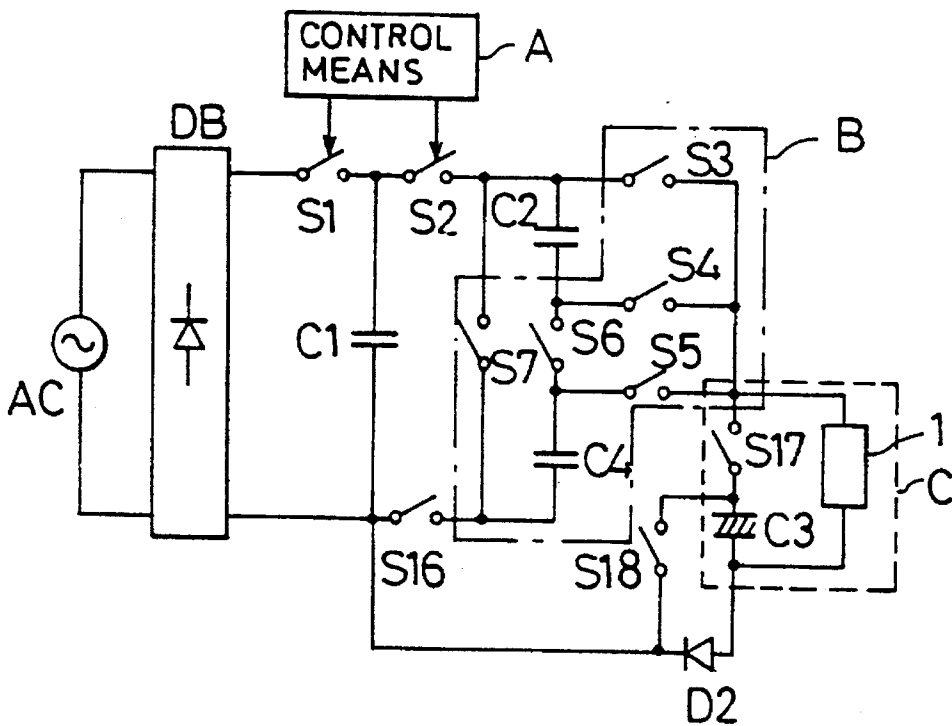 CONTROL
MEANS
A
DB
B
S1
S2
C2
S3
S4
C1
S7
S6
S5
AC
C4
S17
1
C
C3
S16
S18
D2